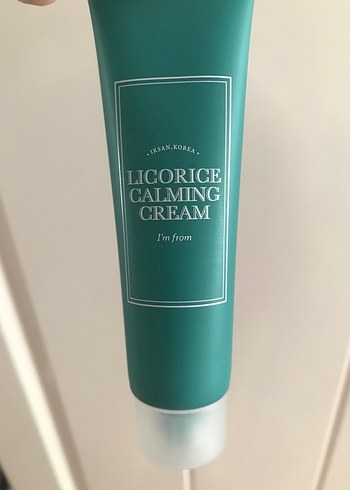 • IKSAN, KOREA •
LICORICE
CALMING
CREAM
I'm from